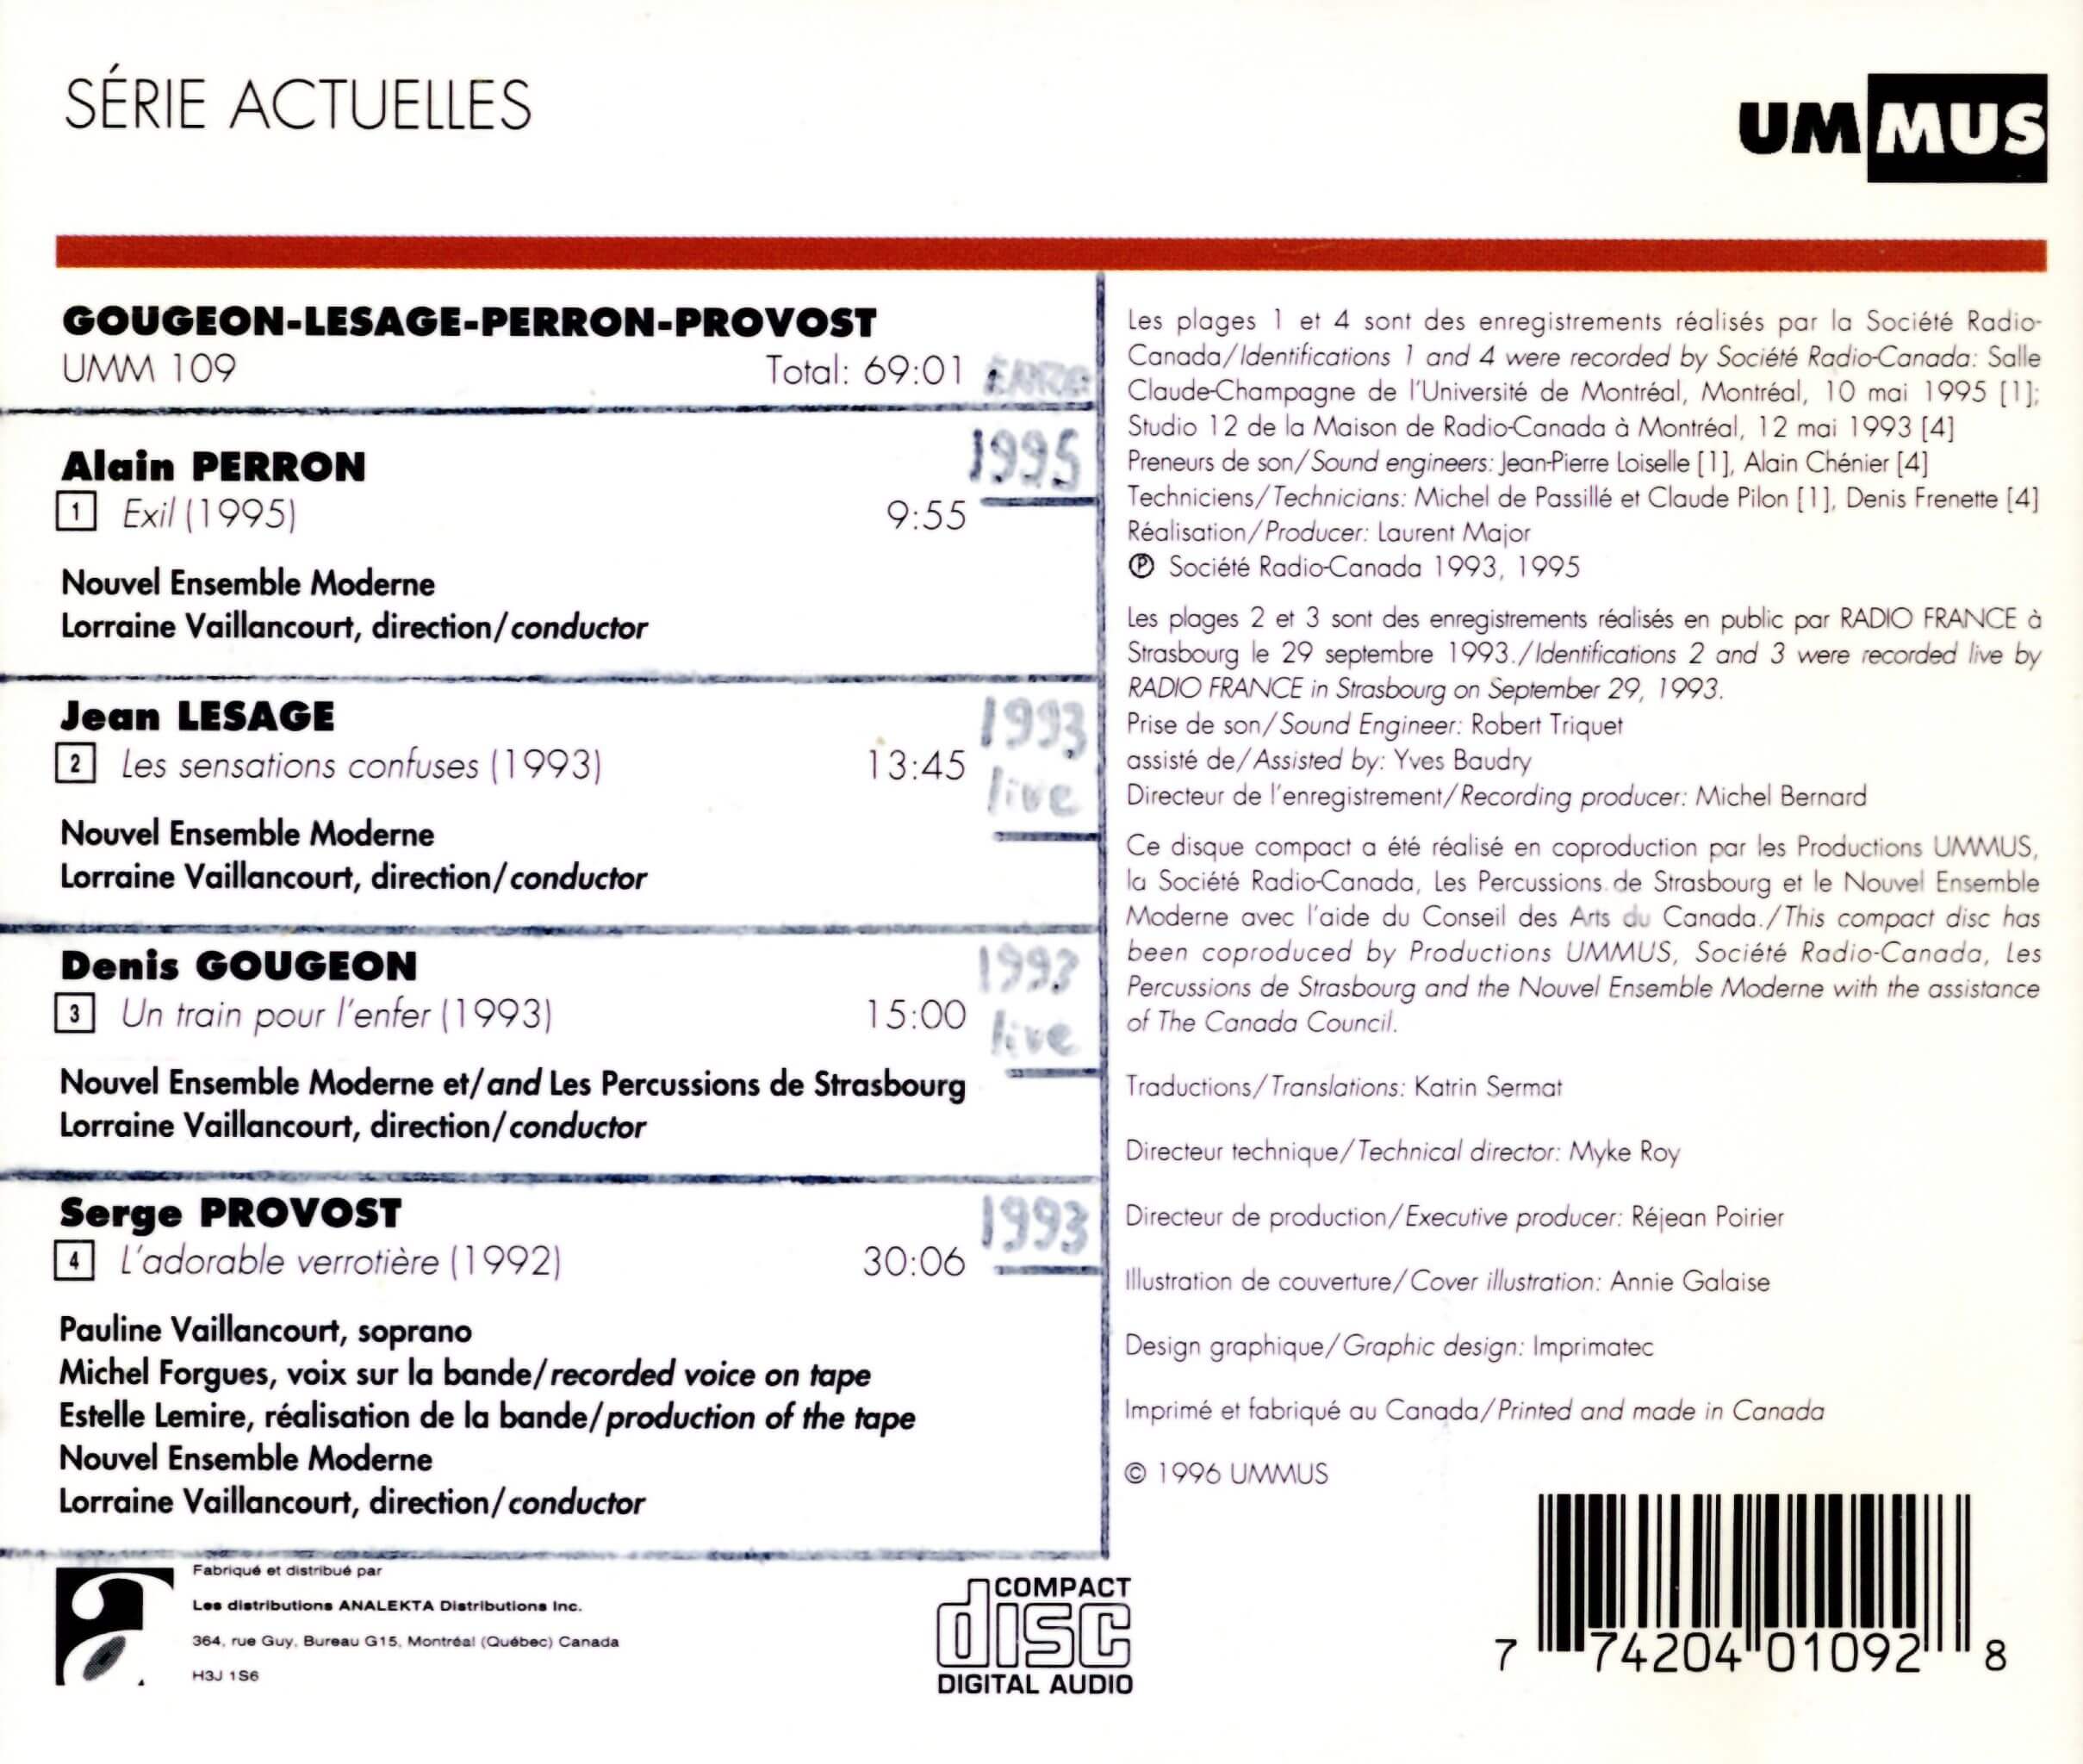 SÉRIE ACTUELLES
UMMUS
GOUGEON-LESAGE-PERRON-PROVOST
UMM 109 Total: 69:01
Alain PERRON 1995
1 Exil (1995) 9:55
Nouvel Ensemble Moderne
Lorraine Vaillancourt, direction/conductor
Jean LESAGE 1993
2 Les sensations confuses (1993) 13:45 live
Nouvel Ensemble Moderne
Lorraine Vaillancourt, direction/conductor
Denis GOUGEON 1993
3 Un train pour l'enfer (1993) 15:00 live
Nouvel Ensemble Moderne et/and Les Percussions de Strasbourg
Lorraine Vaillancourt, direction/conductor
Serge PROVOST 1993
4 L'adorable verrotière (1992) 30:06
Pauline Vaillancourt, soprano
Michel Forgues, voix sur la bande/recorded voice on tape
Estelle Lemire, réalisation de la bande/production of the tape
Nouvel Ensemble Moderne
Lorraine Vaillancourt, direction/conductor
Les plages 1 et 4 sont des enregistrements réalisés par la Société Radio-
Canada/Identifications 1 and 4 were recorded by Société Radio-Canada: Salle
Claude-Champagne de l'Université de Montréal, Montréal, 10 mai 1995 [1];
Studio 12 de la Maison de Radio-Canada à Montréal, 12 mai 1993 [4]
Preneurs de son/Sound engineers: Jean-Pierre Loiselle [1], Alain Chénier [4]
Techniciens/Technicians: Michel de Passillé et Claude Pilon [1], Denis Frenette [4]
Réalisation/Producer: Laurent Major
℗ Société Radio-Canada 1993, 1995
Les plages 2 et 3 sont des enregistrements réalisés en public par RADIO FRANCE à
Strasbourg le 29 septembre 1993./Identifications 2 and 3 were recorded live by
RADIO FRANCE in Strasbourg on September 29, 1993.
Prise de son/Sound Engineer: Robert Triquet
assisté de/Assisted by: Yves Baudry
Directeur de l'enregistrement/Recording producer: Michel Bernard
Ce disque compact a été réalisé en coproduction par les Productions UMMUS,
la Société Radio-Canada, Les Percussions de Strasbourg et le Nouvel Ensemble
Moderne avec l'aide du Conseil des Arts du Canada./This compact disc has
been coproduced by Productions UMMUS, Société Radio-Canada, Les
Percussions de Strasbourg and the Nouvel Ensemble Moderne with the assistance
of The Canada Council.
Traductions/Translations: Katrin Sermat
Directeur technique/Technical director: Myke Roy
Directeur de production/Executive producer: Réjean Poirier
Illustration de couverture/Cover illustration: Annie Galaise
Design graphique/Graphic design: Imprimatec
Imprimé et fabriqué au Canada/Printed and made in Canada
© 1996 UMMUS
Fabriqué et distribué par
Les distributions ANALEKTA Distributions Inc.
364, rue Guy, Bureau G15, Montréal (Québec) Canada
H3J 1S6
COMPACT
disc
DIGITAL AUDIO
7 74204 01092 8